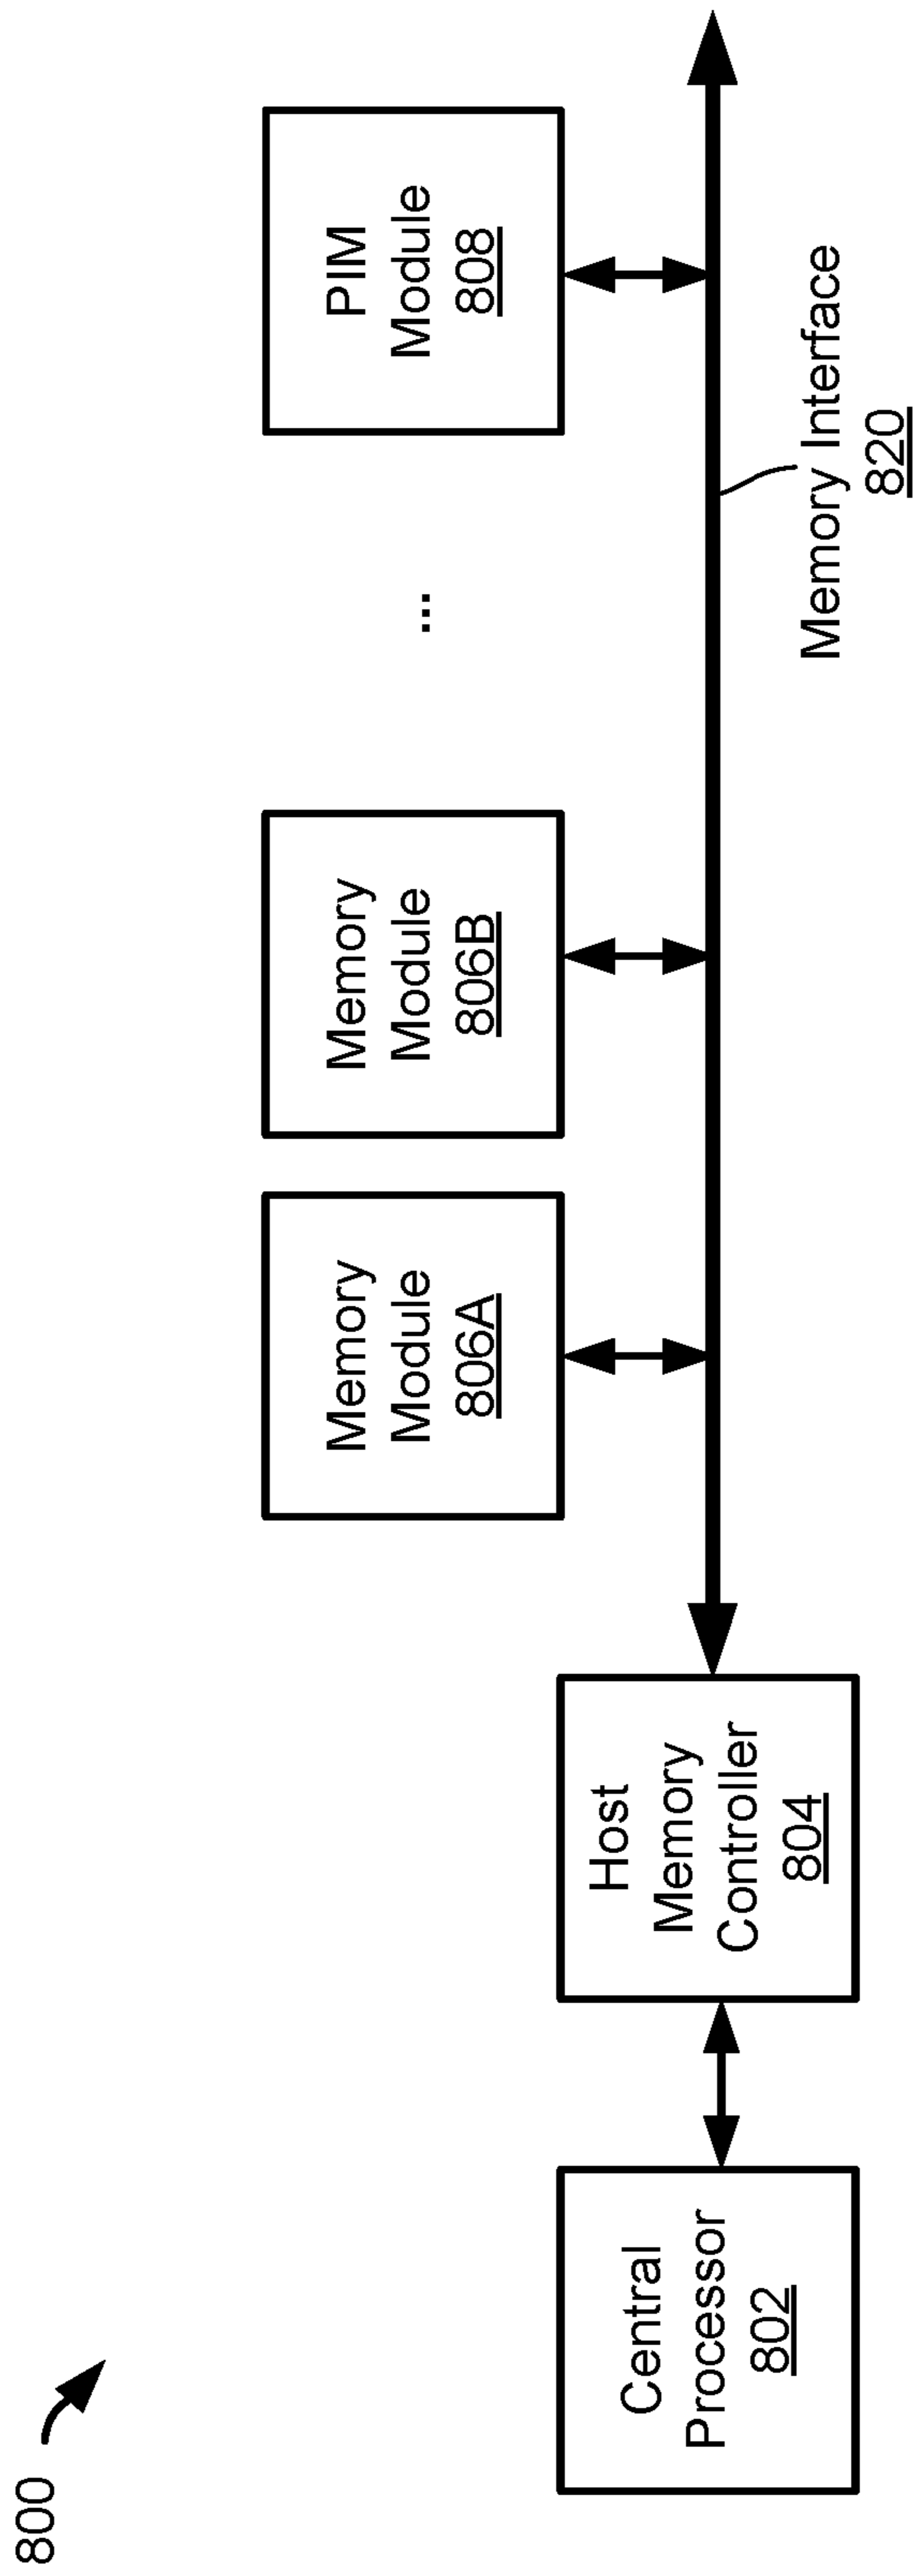 800
Central
Processor
802
Host
Memory
Controller
804
Memory
Module
806A
Memory
Module
806B
...
PIM
Module
808
Memory Interface
820